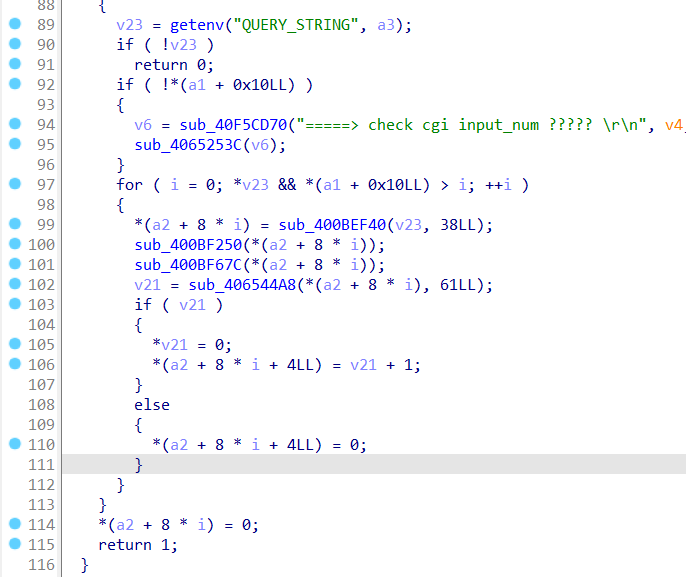 88 {
89 v23 = getenv("QUERY_STRING", a3);
90 if ( !v23 )
91 return 0;
92 if ( !*(a1 + 0x10LL) )
93 {
94 v6 = sub_40F5CD70("=====> check cgi input_num ????? \r\n", v4
95 sub_4065253C(v6);
96 }
97 for ( i = 0; *v23 && *(a1 + 0x10LL) > i; ++i )
98 {
99 *(a2 + 8 * i) = sub_400BEF40(v23, 38LL);
100 sub_400BF250(*(a2 + 8 * i));
101 sub_400BF67C(*(a2 + 8 * i));
102 v21 = sub_406544A8(*(a2 + 8 * i), 61LL);
103 if ( v21 )
104 {
105 *v21 = 0;
106 *(a2 + 8 * i + 4LL) = v21 + 1;
107 }
108 else
109 {
110 *(a2 + 8 * i + 4LL) = 0;
111 }
112 }
113 }
114 *(a2 + 8 * i) = 0;
115 return 1;
116 }